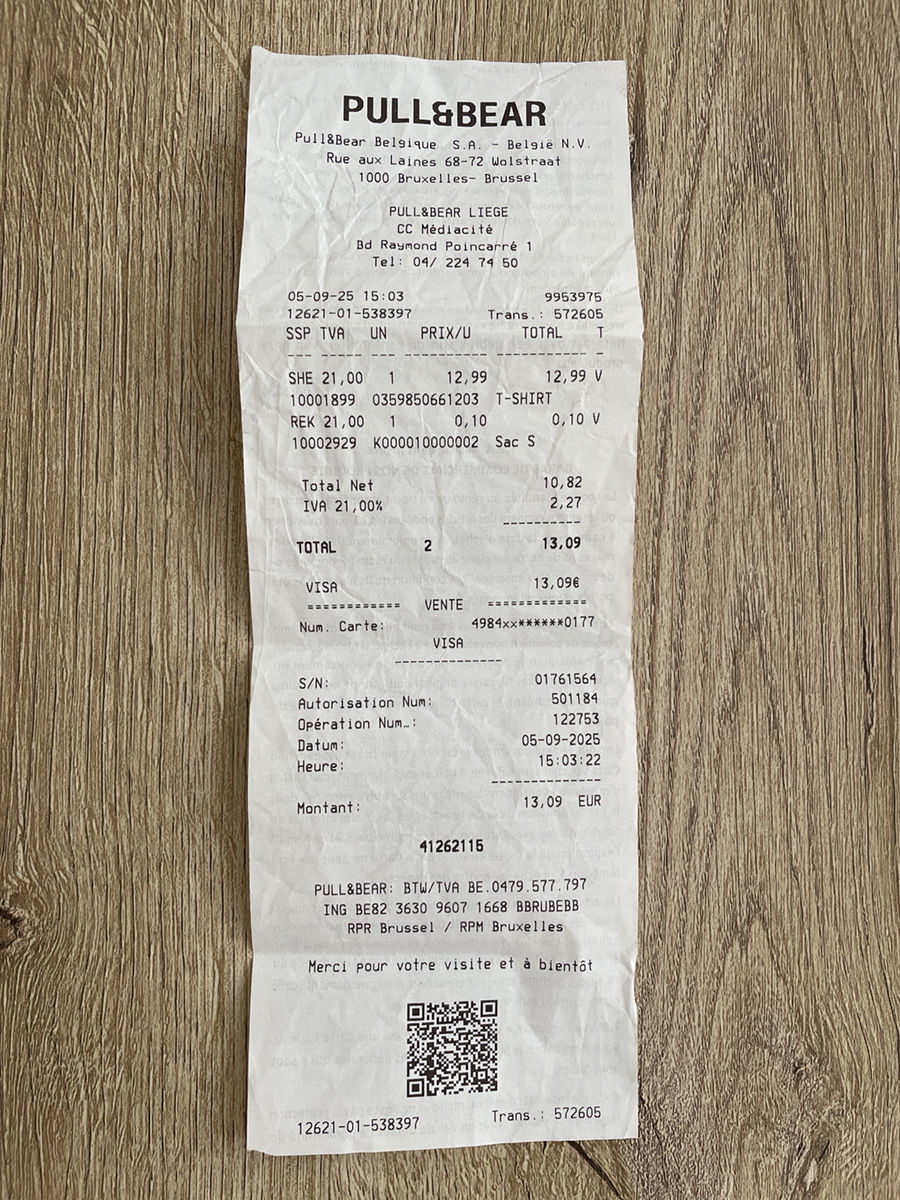 PULL&BEAR
Pull&Bear Belgique S.A. - België N.V.
Rue aux Laines 68-72 Wolstraat
1000 Bruxelles- Brussel
PULL&BEAR LIEGE
CC Médiacité
Bd Raymond Poincarré 1
Tel: 04/ 224 74 50
05-09-25 15:03 9953975
12621-01-538397 Trans.: 572605
SSP TVA UN PRIX/U TOTAL T
--- ----- --- ---------- ----------- -
SHE 21,00 1 12,99 12,99 V
10001899 0359850661203 T-SHIRT
REK 21,00 1 0,10 0,10 V
10002929 K000010000002 Sac S
Total Net 10,82
IVA 21,00% 2,27
----------
TOTAL 2 13,09
VISA 13,09€
============ VENTE =============
Num. Carte: 4984xx******0177
VISA
-------------
S/N: 01761564
Autorisation Num: 501184
Opération Num..: 122753
Datum: 05-09-2025
Heure: 15:03:22
--------------
Montant: 13,09 EUR
41262115
PULL&BEAR: BTW/TVA BE.0479.577.797
ING BE82 3630 9607 1668 BBRUBEBB
RPR Brussel / RPM Bruxelles
Merci pour votre visite et à bientôt
12621-01-538397 Trans.: 572605